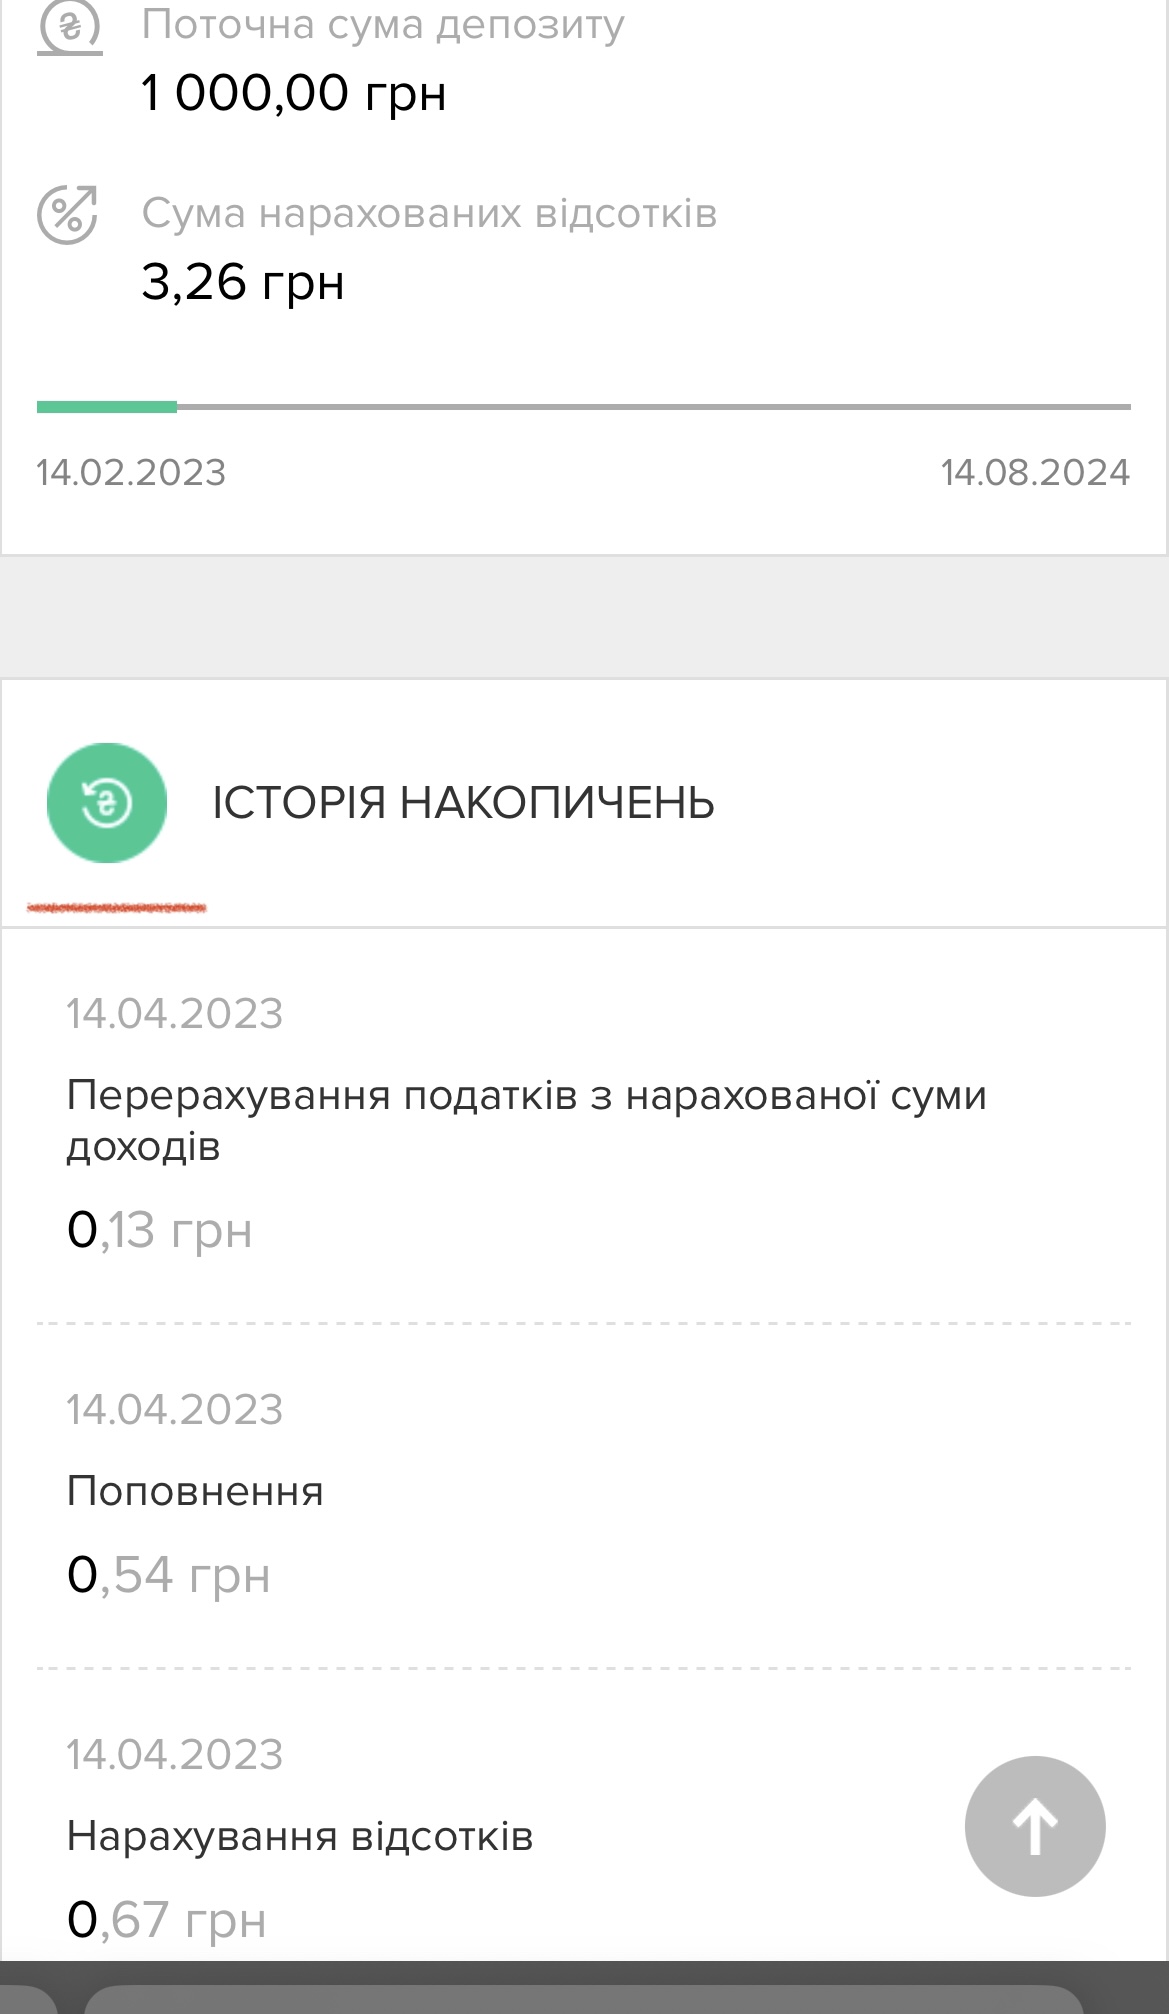 Поточна сума депозиту
1 000,00 грн
Сума нарахованих відсотків
3,26 грн
14.02.2023
14.08.2024
ІСТОРІЯ НАКОПИЧЕНЬ
14.04.2023
Перерахування податків з нарахованої суми
доходів
0,13 грн
14.04.2023
Поповнення
0,54 грн
14.04.2023
Нарахування відсотків
0,67 грн